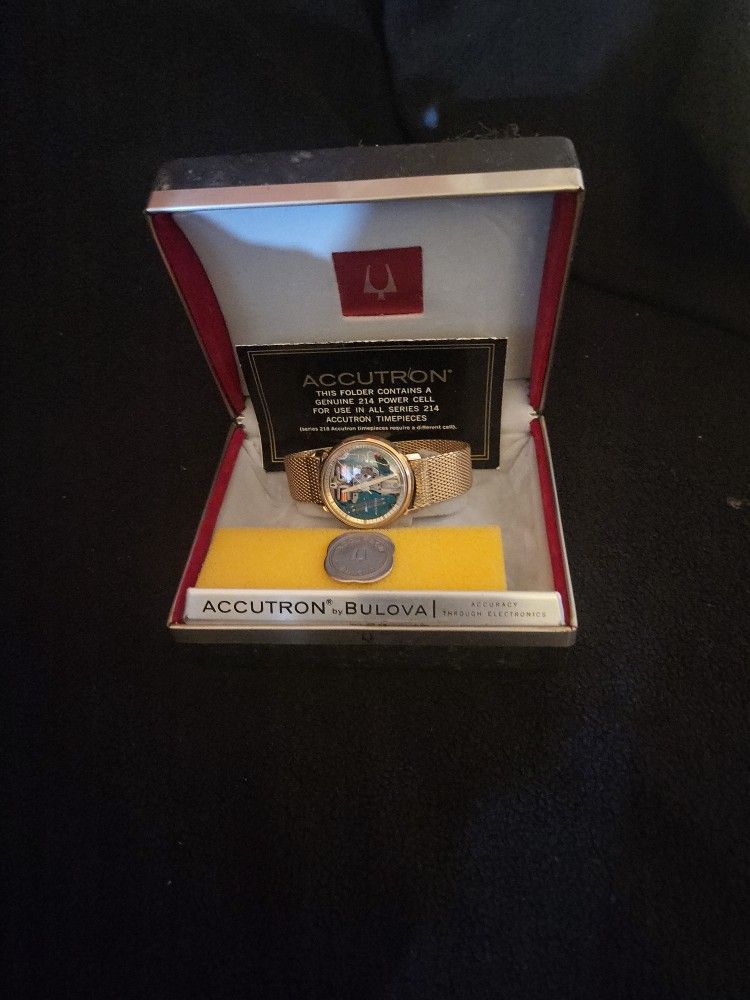 ACCUTRON®
THIS FOLDER CONTAINS A
GENUINE 214 POWER CELL
FOR USE IN ALL SERIES 214
ACCUTRON TIMEPIECES
(series 218 Accutron timepieces require a different cell).
ACCUTRON® by BULOVA | ACCURACY
THROUGH ELECTRONICS